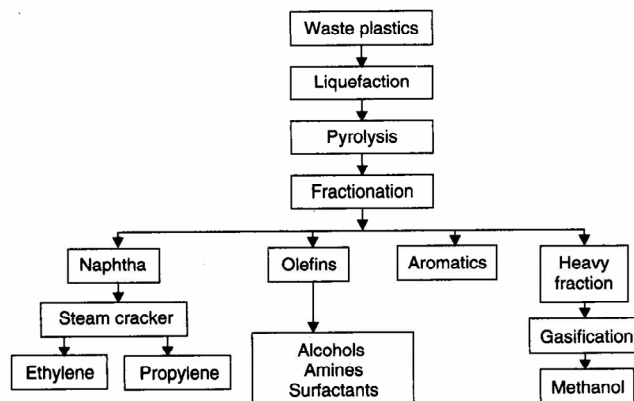 Waste plastics
Liquefaction
Pyrolysis
Fractionation
Naphtha
Olefins
Aromatics
Heavy
fraction
Steam cracker
Gasification
Ethylene
Propylene
Alcohols
Amines
Surfactants
Methanol